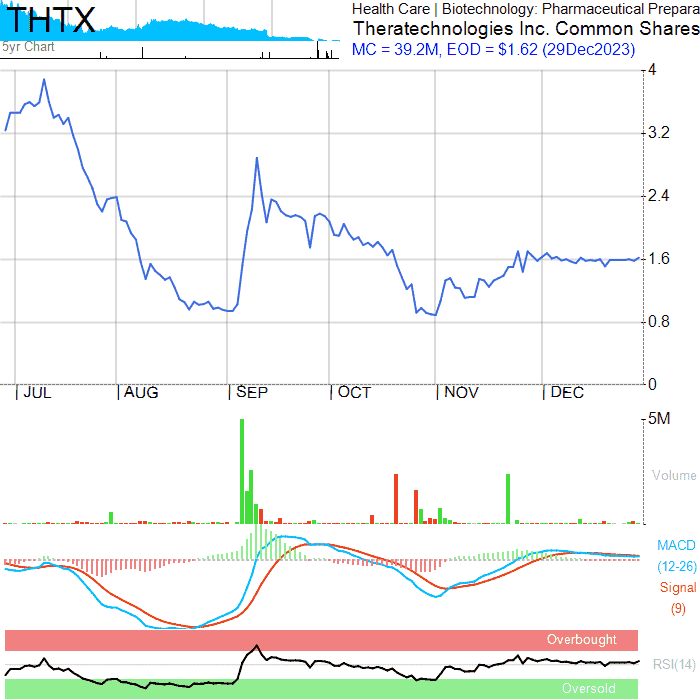 THTX
5yr Chart
Health Care | Biotechnology: Pharmaceutical Prepara
Theratechnologies Inc. Common Shares
MC = 39.2M, EOD = $1.62 (29Dec2023)
4
3.2
2.4
1.6
0.8
0
JUL AUG SEP OCT NOV DEC
5M
Volume
MACD
(12-26)
Signal
(9)
Overbought
RSI(14)
Oversold